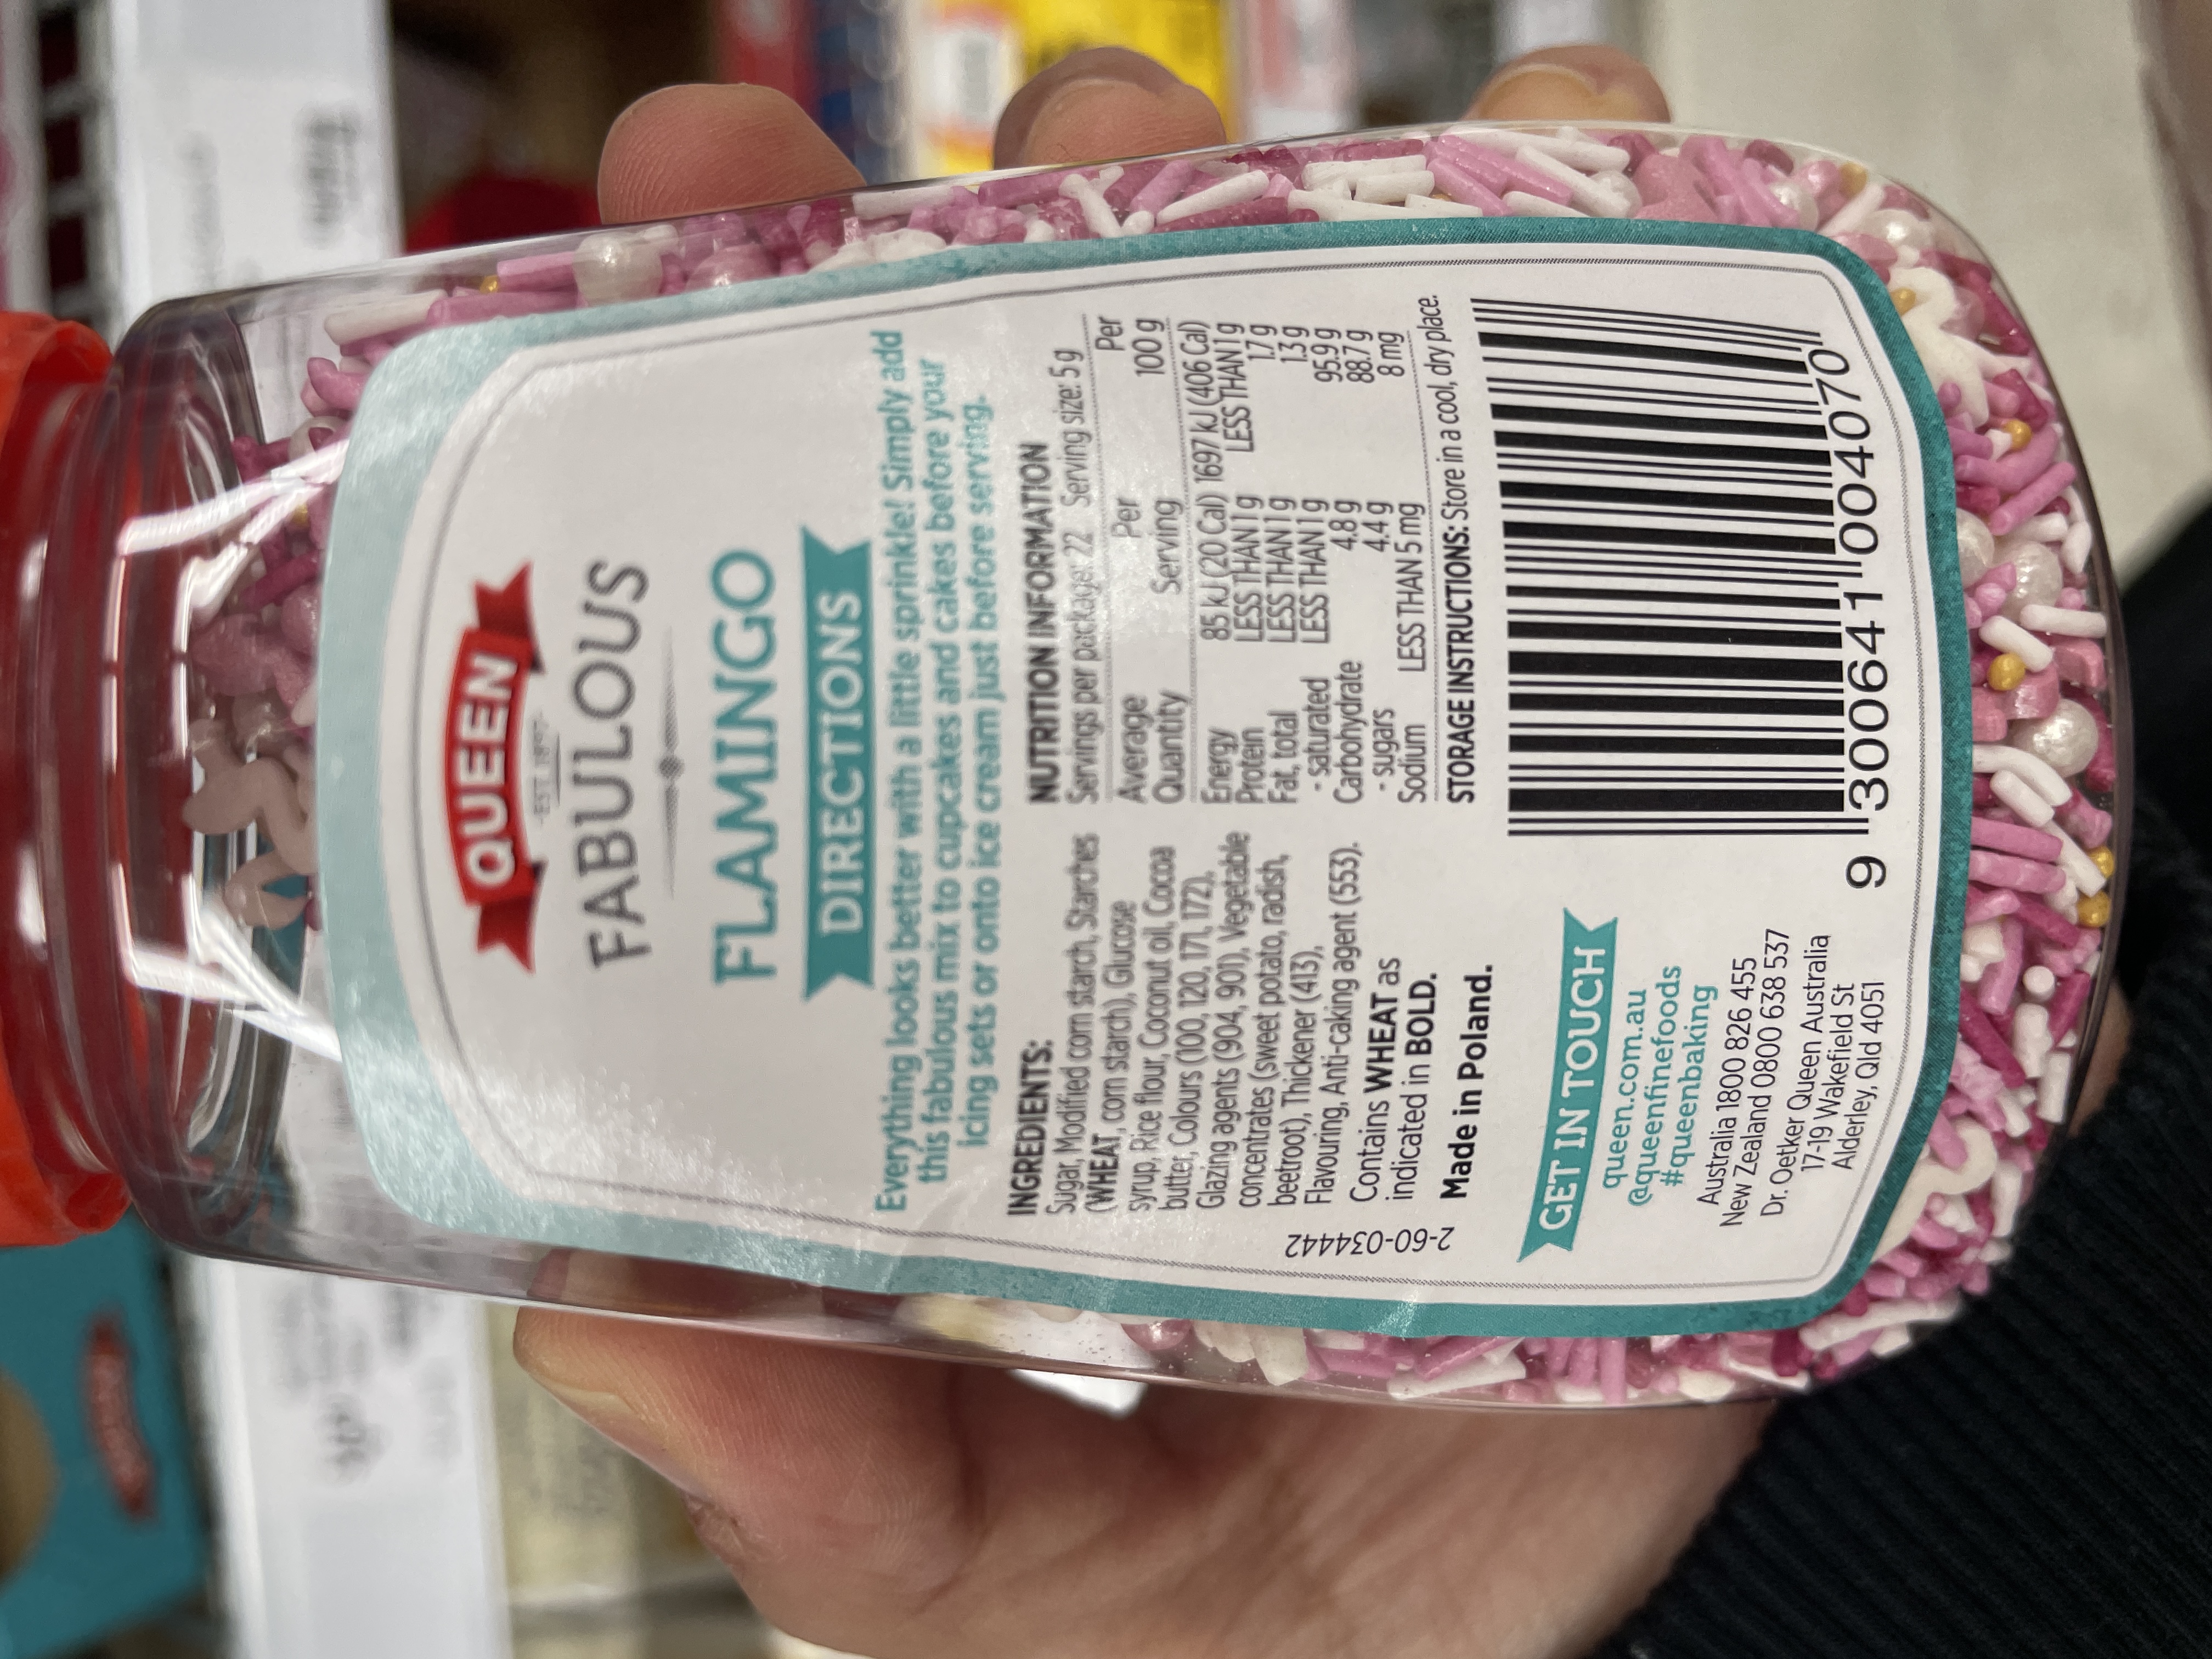 QUEEN
EST. 1897
FABULOUS
FLAMINGO
DIRECTIONS
Everything looks better with a little sprinkle! Simply add
this fabulous mix to cupcakes and cakes before your
icing sets or onto ice cream just before serving.
INGREDIENTS:
Sugar, Modified corn starch, Starches
(WHEAT, corn starch), Glucose
syrup, Rice flour, Coconut oil, Cocoa
butter, Colours (100, 120, 171, 172),
Glazing agents (904, 901), Vegetable
concentrates (sweet potato, radish,
beetroot), Thickener (413),
Flavouring, Anti-caking agent (553).
Contains WHEAT as
indicated in BOLD.
Made in Poland.
2-60-034442
NUTRITION INFORMATION
Servings per package: 22 Serving size: 5 g
Average Quantity Per Serving Per 100 g
Energy 85 kJ (20 Cal) 1697 kJ (406 Cal)
Protein LESS THAN 1 g LESS THAN 1 g
Fat, total LESS THAN 1 g 1.7 g
- saturated LESS THAN 1 g 1.3 g
Carbohydrate 4.8 g 95.9 g
- sugars 4.4 g 88.7 g
Sodium LESS THAN 5 mg 8 mg
STORAGE INSTRUCTIONS: Store in a cool, dry place.
GET IN TOUCH
queen.com.au
@queenfinefoods
#queenbaking
Australia 1800 826 455
New Zealand 0800 638 537
Dr. Oetker Queen Australia
17-19 Wakefield St
Alderley, Qld 4051
9 300641 004070